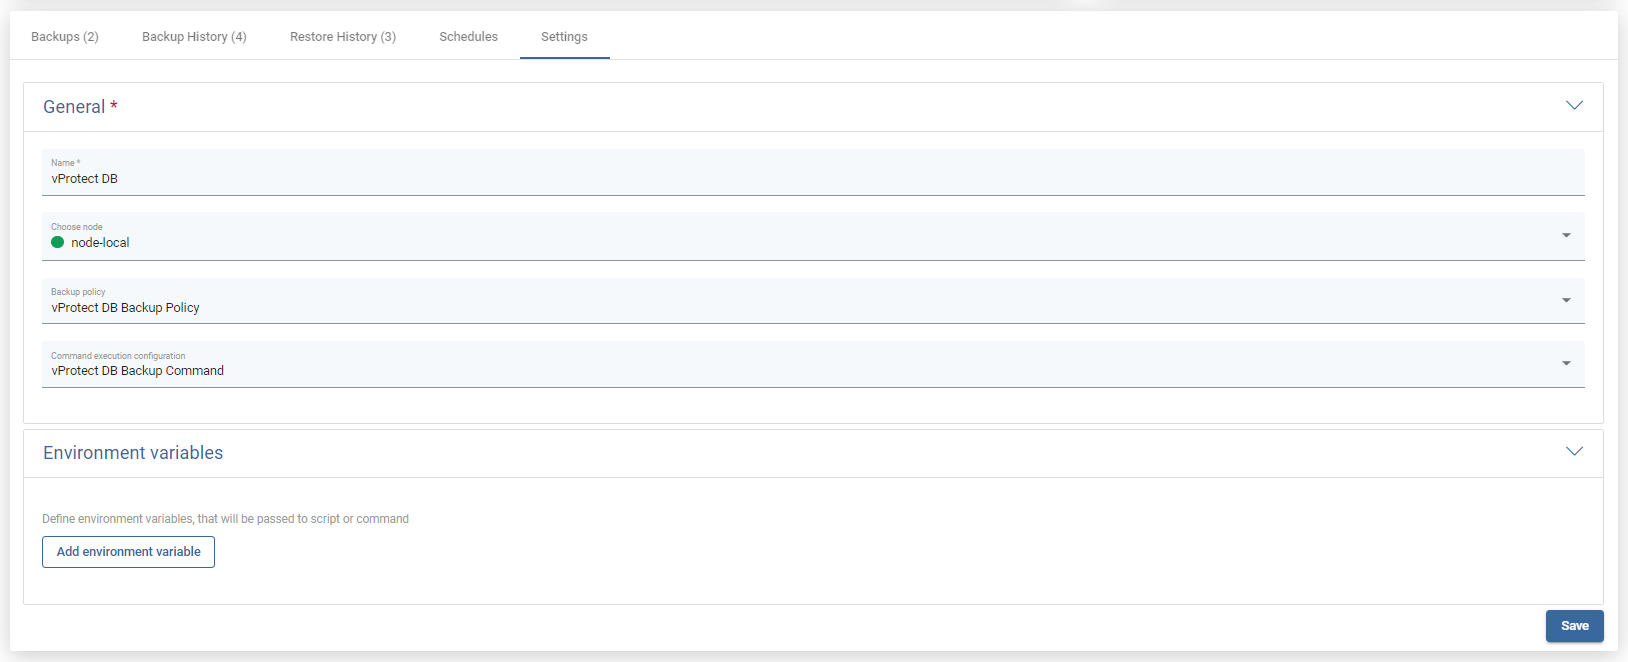 Backups (2)
Backup History (4)
Restore History (3)
Schedules
Settings
General *
Name *
vProtect DB
Choose node
node-local
Backup policy
vProtect DB Backup Policy
Command execution configuration
vProtect DB Backup Command
Environment variables
Define environment variables, that will be passed to script or command
Add environment variable
Save